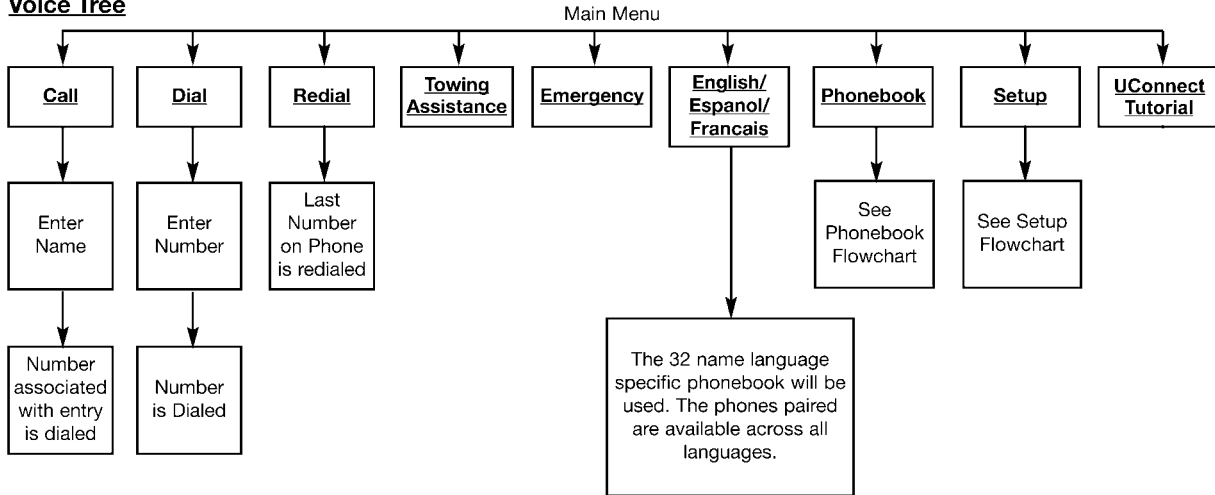 Voice Tree
Main Menu
Call
Dial
Redial
Towing
Assistance
Emergency
English/
Espanol/
Francais
Phonebook
Setup
UConnect
Tutorial
Enter
Name
Enter
Number
Last
Number
on Phone
is redialed
See
Phonebook
Flowchart
See Setup
Flowchart
Number
associated
with entry
is dialed
Number
is Dialed
The 32 name language
specific phonebook will be
used. The phones paired
are available across all
languages.